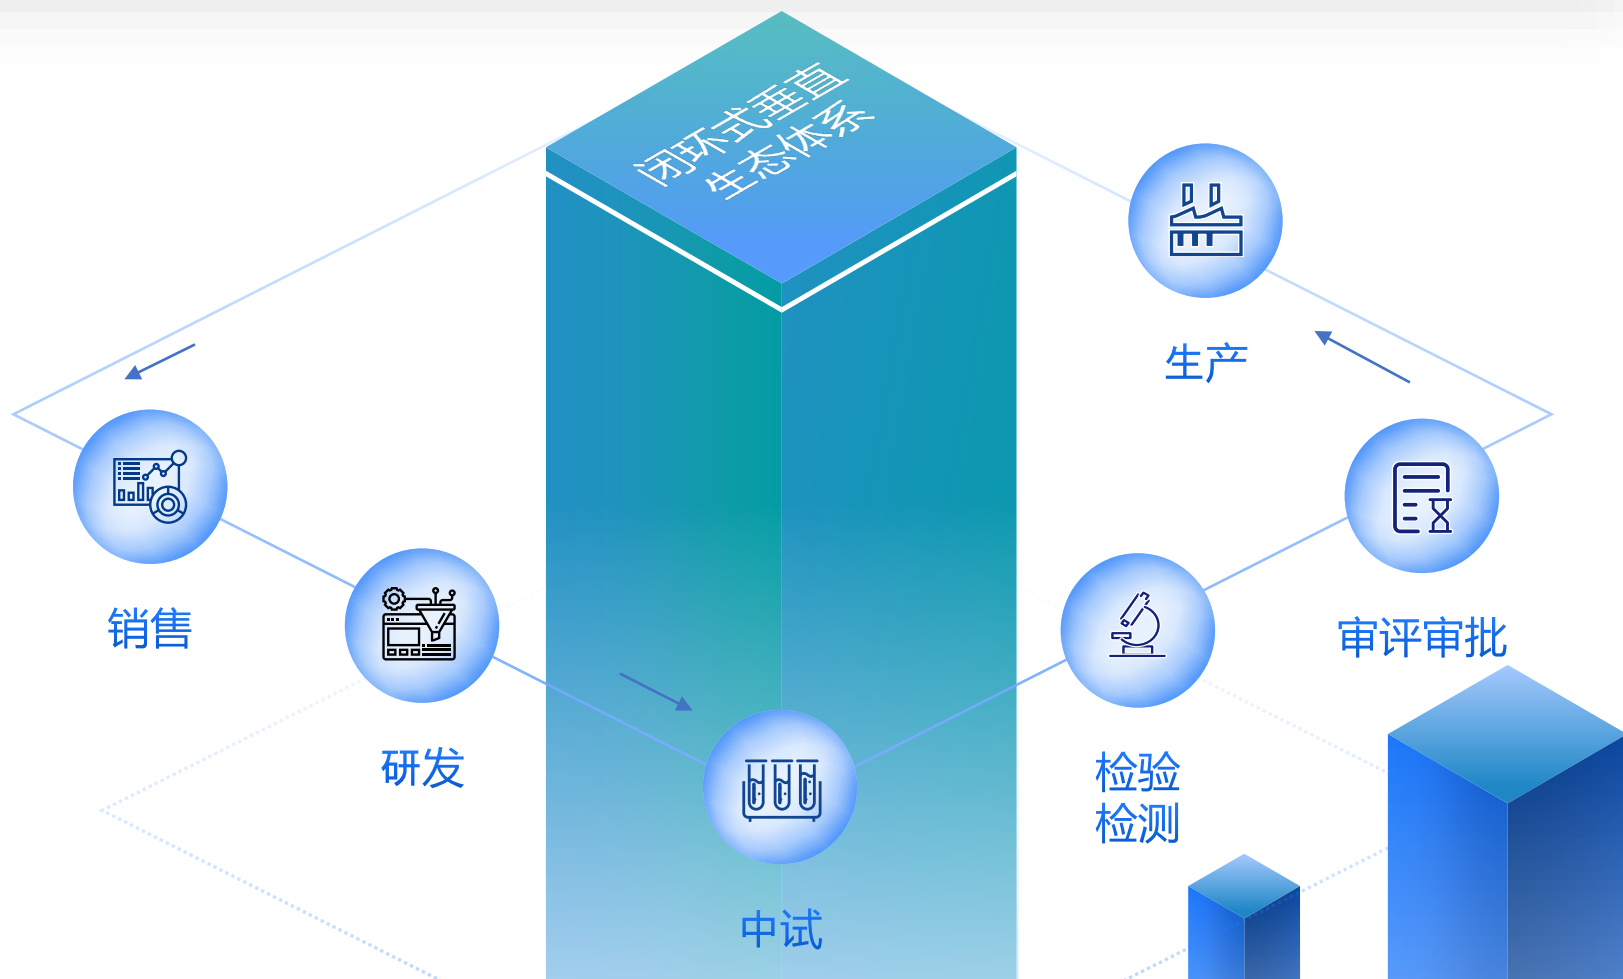 闭环式垂直
生态体系
生产
销售
审评审批
研发
检验
检测
中试